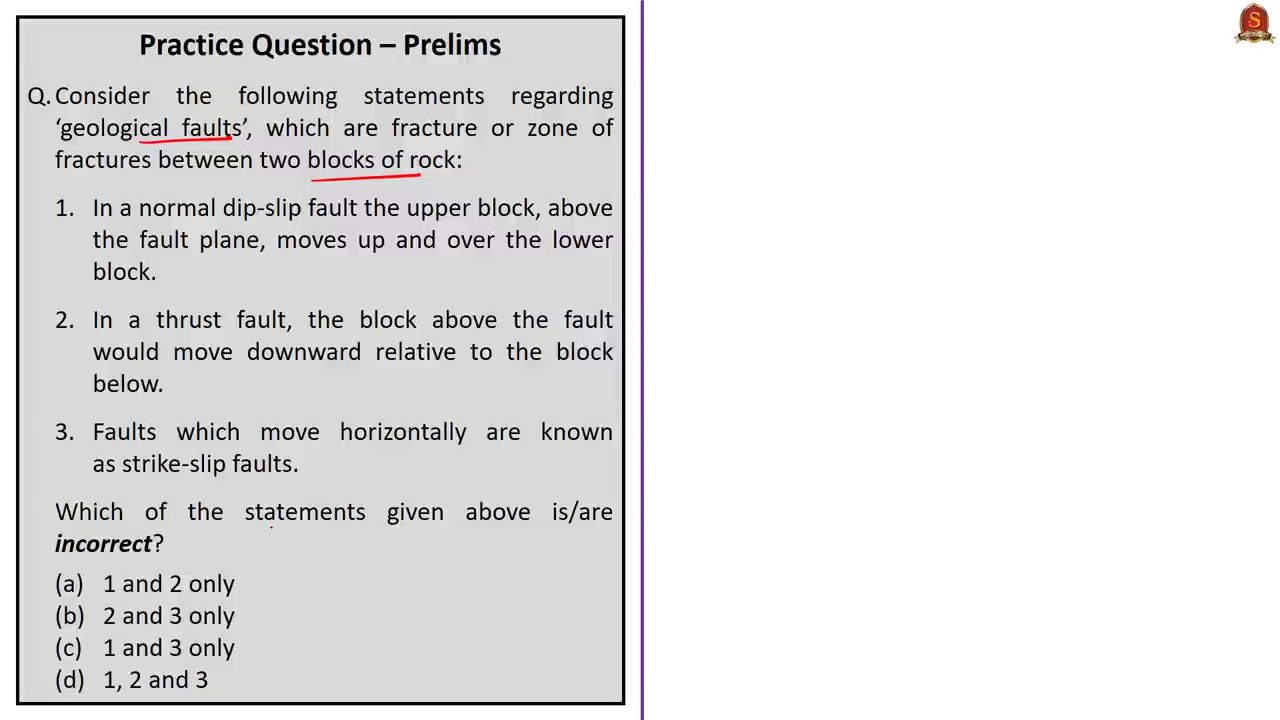 Practice Question – Prelims
Q. Consider the following statements regarding
‘geological faults’, which are fracture or zone of
fractures between two blocks of rock:
1. In a normal dip-slip fault the upper block, above
the fault plane, moves up and over the lower
block.
2. In a thrust fault, the block above the fault
would move downward relative to the block
below.
3. Faults which move horizontally are known
as strike-slip faults.
Which of the statements given above is/are
incorrect?
(a) 1 and 2 only
(b) 2 and 3 only
(c) 1 and 3 only
(d) 1, 2 and 3
S